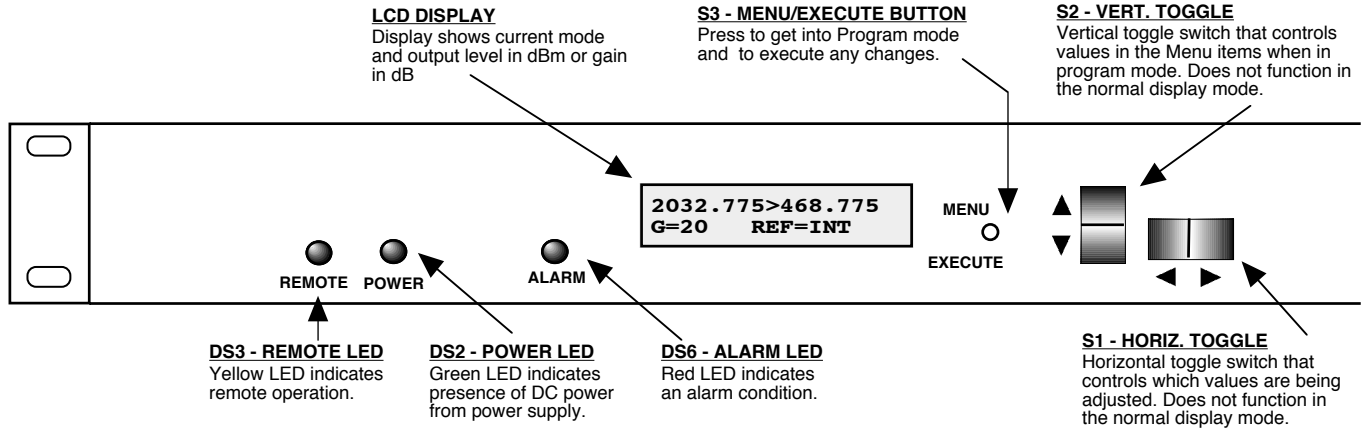 LCD DISPLAY
Display shows current mode
and output level in dBm or gain
in dB
S3 - MENU/EXECUTE BUTTON
Press to get into Program mode
and to execute any changes.
S2 - VERT. TOGGLE
Vertical toggle switch that controls
values in the Menu items when in
program mode. Does not function in
the normal display mode.
2032.775>468.775
G=20 REF=INT
MENU
EXECUTE
REMOTE
POWER
ALARM
DS3 - REMOTE LED
Yellow LED indicates
remote operation.
DS2 - POWER LED
Green LED indicates
presence of DC power
from power supply.
DS6 - ALARM LED
Red LED indicates
an alarm condition.
S1 - HORIZ. TOGGLE
Horizontal toggle switch that
controls which values are being
adjusted. Does not function in
the normal display mode.